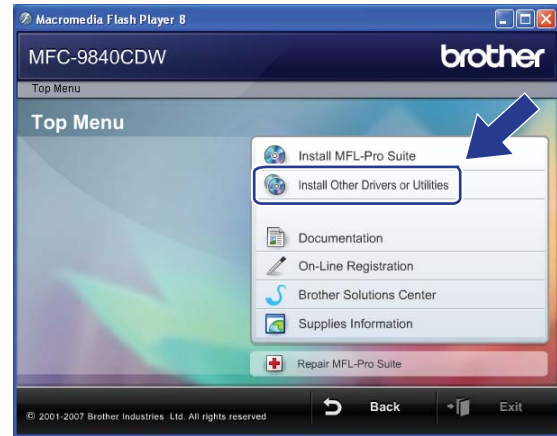 Macromedia Flash Player 8
MFC-9840CDW
brother
Top Menu
Top Menu
Install MFL-Pro Suite
Install Other Drivers or Utilities
Documentation
On-Line Registration
Brother Solutions Center
Supplies Information
Repair MFL-Pro Suite
© 2001-2007 Brother Industries Ltd. All rights reserved
Back
Exit